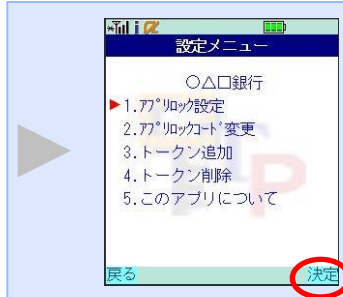 設定メニュー
○△□銀行
1.アプリロック設定
2.アプリロックコード変更
3.トークン追加
4.トークン削除
5.このアプリについて
戻る 決定